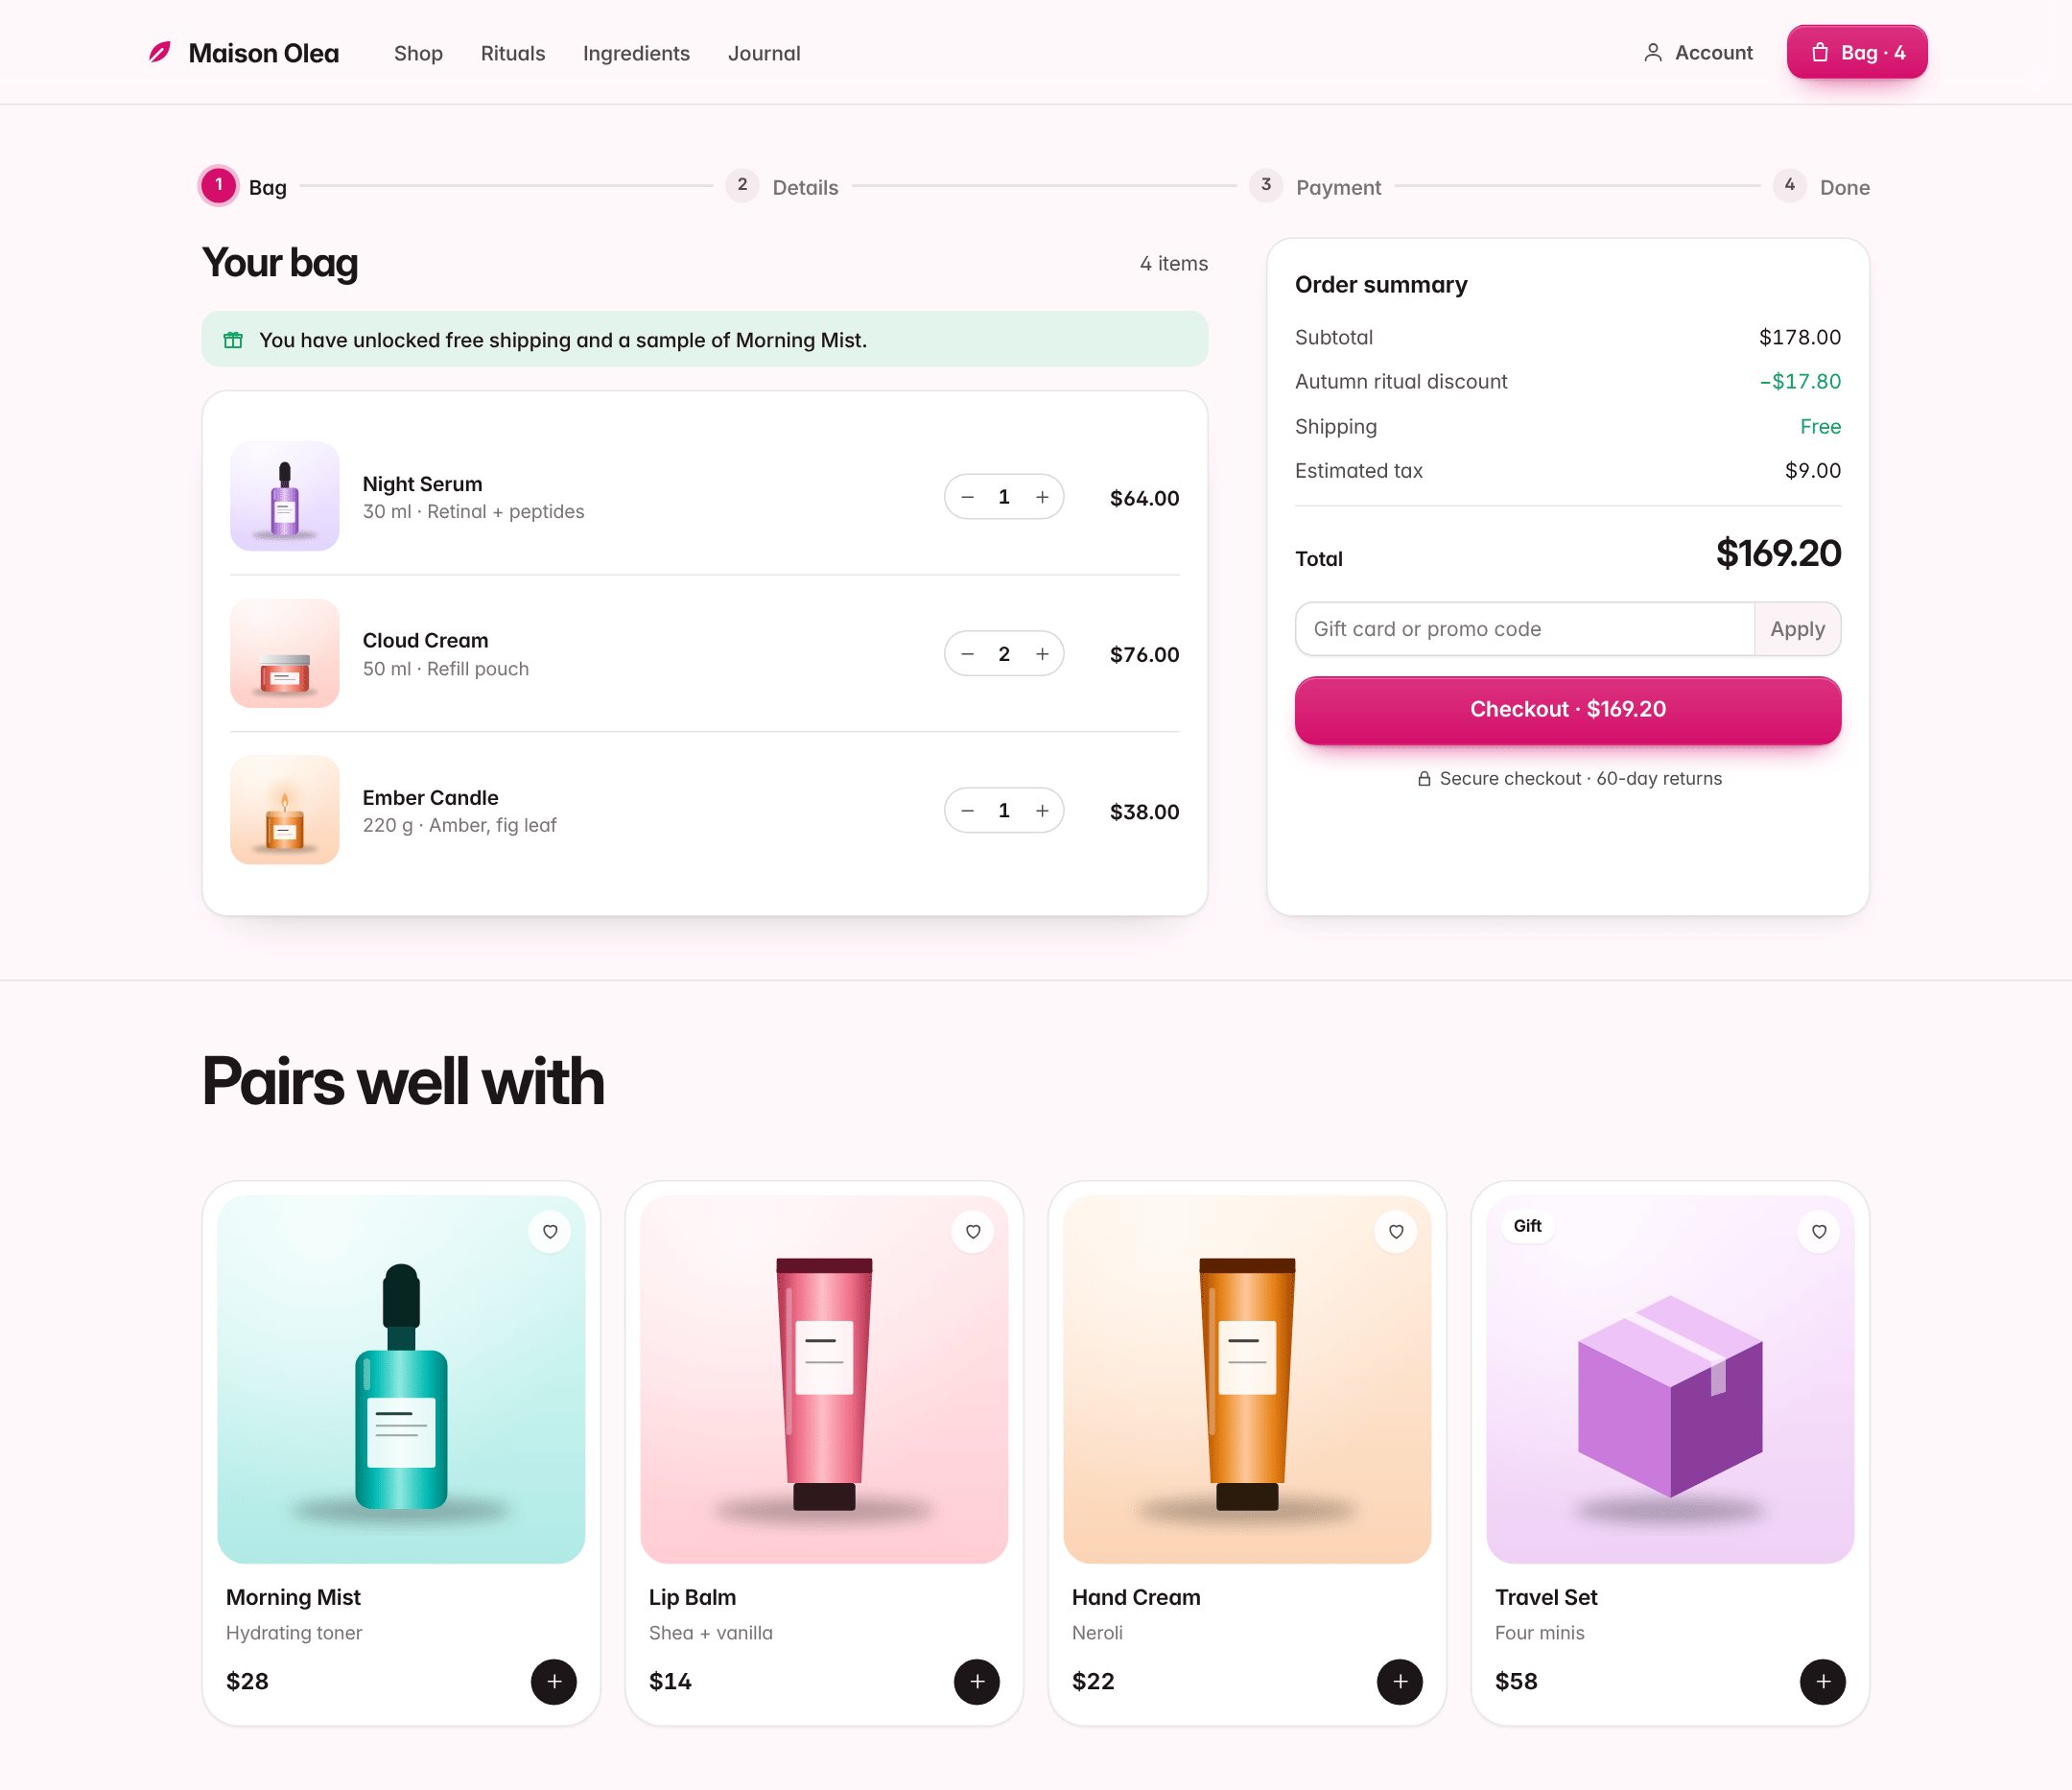 Maison Olea
Shop
Rituals
Ingredients
Journal
Account
Bag · 4
1 Bag
2 Details
3 Payment
4 Done
Your bag
4 items
You have unlocked free shipping and a sample of Morning Mist.
Night Serum
30 ml · Retinal + peptides
1
$64.00
Cloud Cream
50 ml · Refill pouch
2
$76.00
Ember Candle
220 g · Amber, fig leaf
1
$38.00
Order summary
Subtotal $178.00
Autumn ritual discount −$17.80
Shipping Free
Estimated tax $9.00
Total $169.20
Gift card or promo code
Apply
Checkout · $169.20
Secure checkout · 60-day returns
Pairs well with
Morning Mist
Hydrating toner
$28
Lip Balm
Shea + vanilla
$14
Hand Cream
Neroli
$22
Gift
Travel Set
Four minis
$58